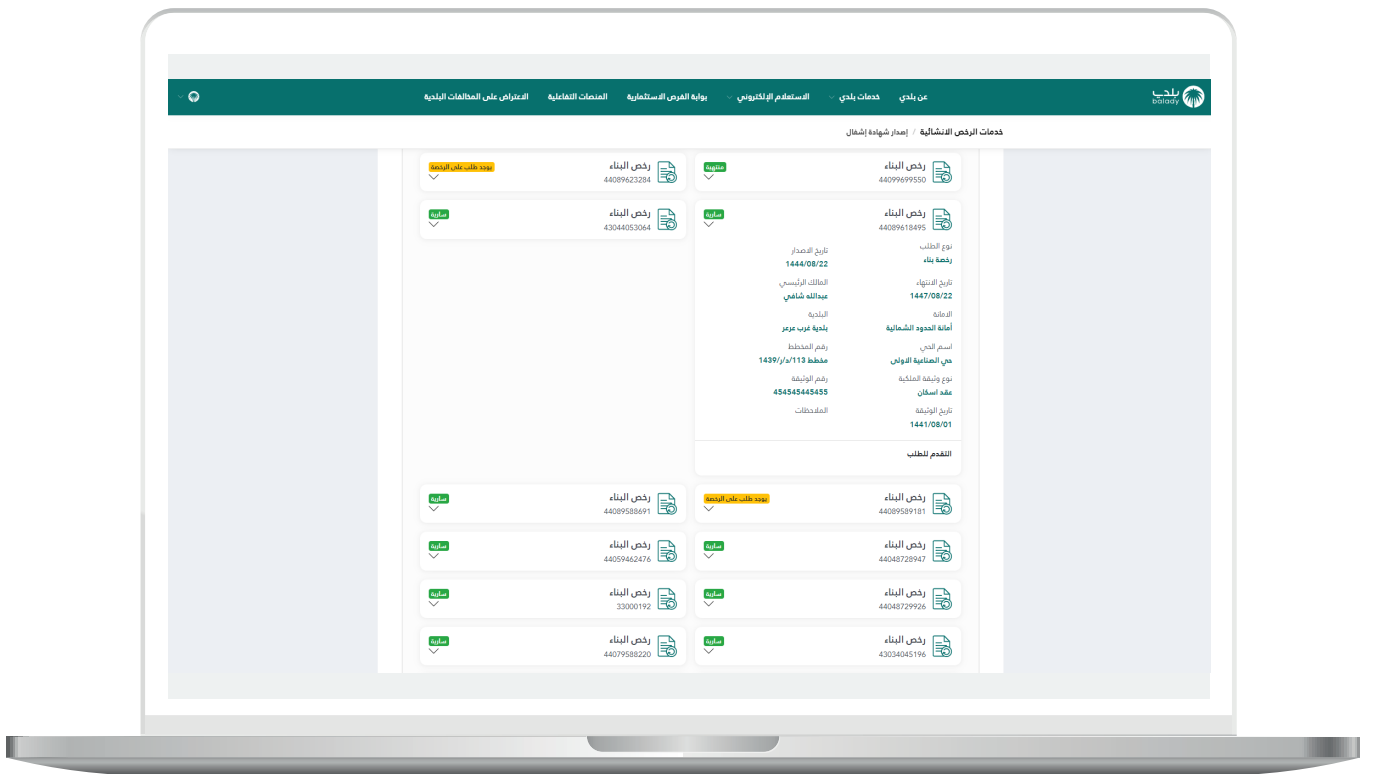 بلدي
balady
عن بلدي
خدمات بلدي
الاستعلام الإلكتروني
بوابة الفرص الاستثمارية
المنصات التفاعلية
الاعتراض على المخالفات البلدية
خدمات الرخص الانشائية / إصدار شهادة إشغال
رخص البناء
44099699550
منتهية
رخص البناء
44089623284
يوجد طلب على الرخصة
رخص البناء
44089618495
سارية
رخص البناء
43044053064
سارية
نوع الطلب
رخصة بناء
تاريخ الاصدار
1444/08/22
تاريخ الانتهاء
1447/08/22
المالك الرئيسي
عبدالله شافي
الامانة
أمانة الحدود الشمالية
البلدية
بلدية غرب عرعر
اسم الحي
حي الصناعية الاولى
رقم المخطط
مخطط 113/د/ر/1439
نوع وثيقة الملكية
عقد اسكان
رقم الوثيقة
454545445455
تاريخ الوثيقة
1441/08/01
الملاحظات
التقدم للطلب
رخص البناء
44089589181
يوجد طلب على الرخصة
رخص البناء
44089588691
سارية
رخص البناء
44048728947
سارية
رخص البناء
44059462476
سارية
رخص البناء
44048729926
سارية
رخص البناء
33000192
سارية
رخص البناء
43034045196
سارية
رخص البناء
44079588220
سارية